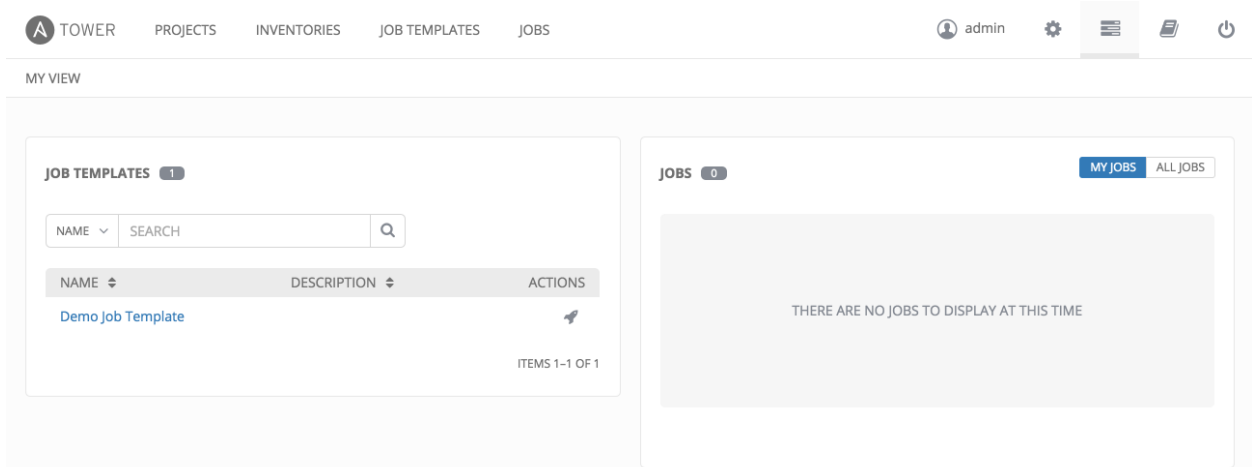 A TOWER PROJECTS INVENTORIES JOB TEMPLATES JOBS admin
MY VIEW
JOB TEMPLATES 1
NAME SEARCH
NAME DESCRIPTION ACTIONS
Demo Job Template
ITEMS 1–1 OF 1
JOBS 0 MY JOBS ALL JOBS
THERE ARE NO JOBS TO DISPLAY AT THIS TIME